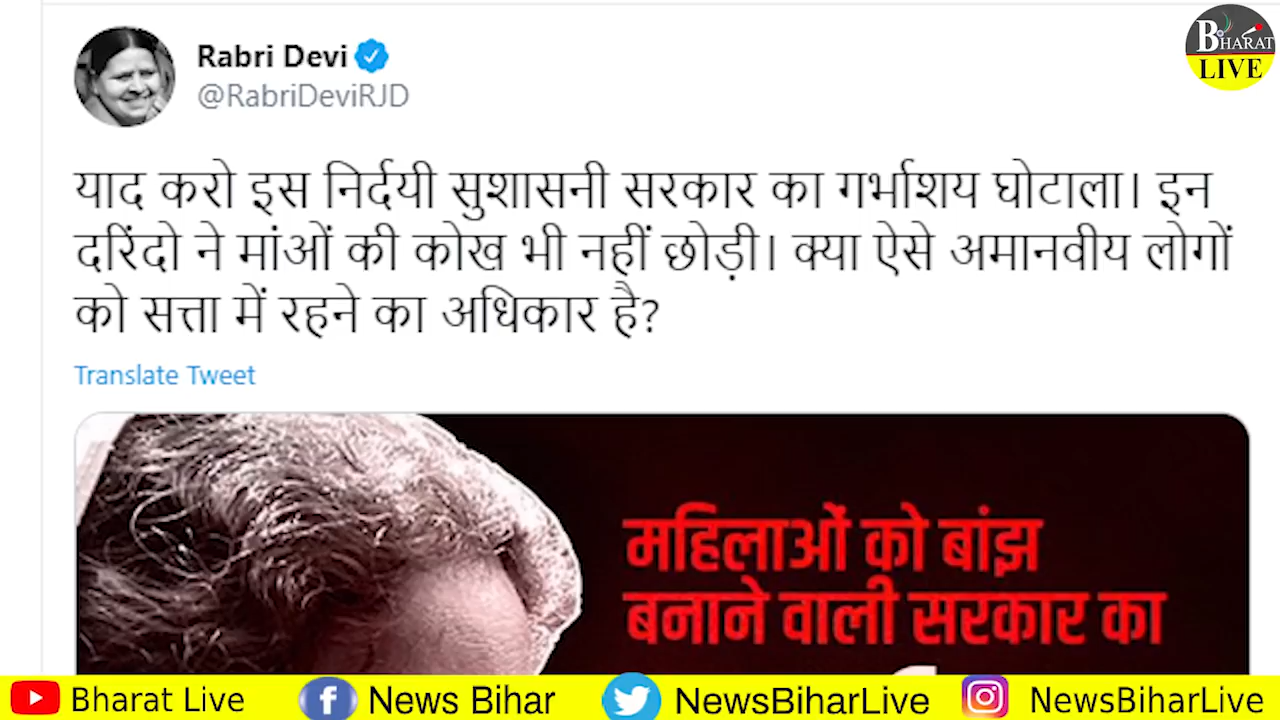 Rabri Devi
@RabriDeviRJD
BHARAT
LIVE
याद करो इस निर्दयी सुशासनी सरकार का गर्भाशय घोटाला। इन
दरिंदो ने मांओं की कोख भी नहीं छोड़ी। क्या ऐसे अमानवीय लोगों
को सत्ता में रहने का अधिकार है?
Translate Tweet
महिलाओं को बांझ
बनाने वाली सरकार का
Bharat Live News Bihar NewsBiharLive NewsBiharLive